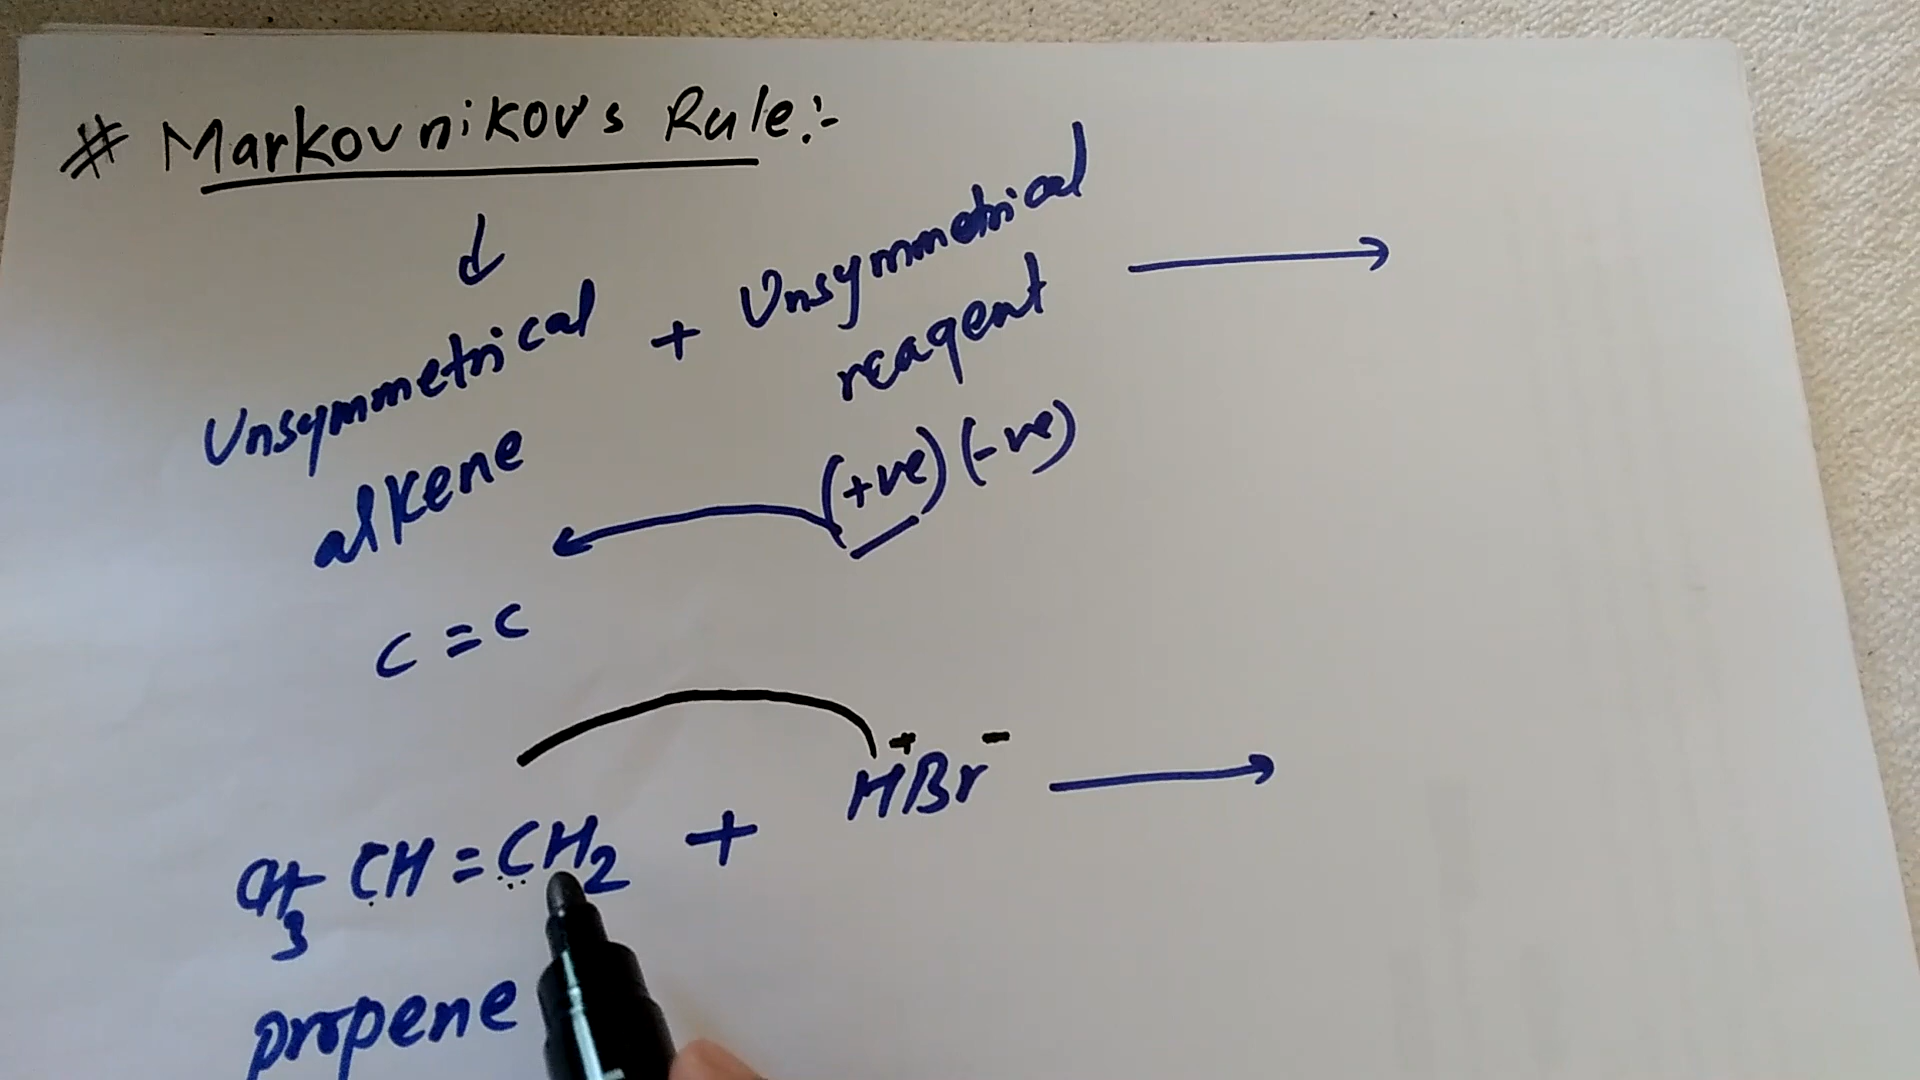 # Markovnikov's Rule:-
Unsymmetrical alkene + Unsymmetrical reagent →
(+ve) (-ve)
C = C
CH3 CH = CH2 + H+Br- →
propene